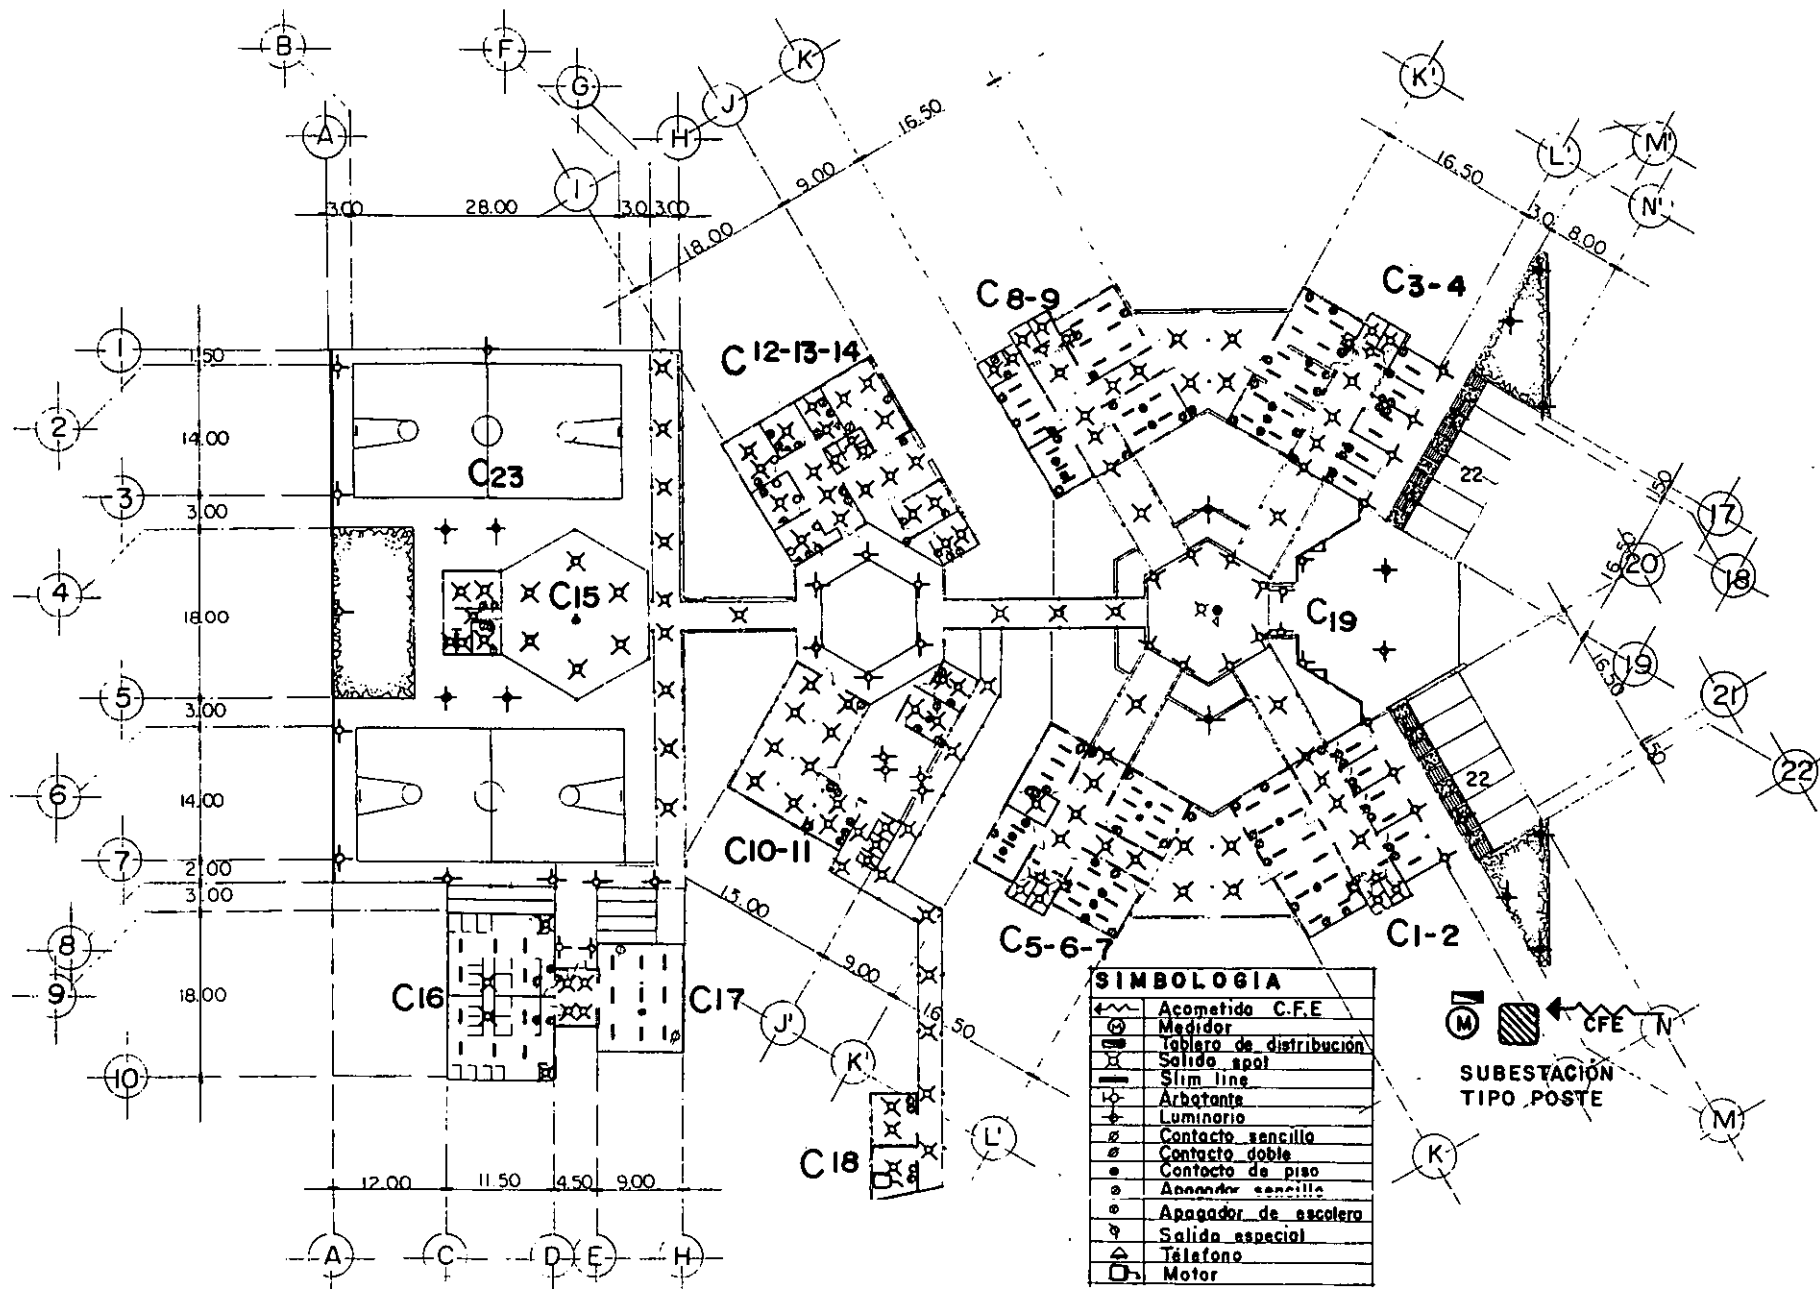 B
F
G
K
J
K'
A
H
I
L'
M'
N'
3.00
28.00
3.0
3.00
18.00
9.00
16.50
16.50
3.0
8.00
C8-9
C3-4
C12-13-14
1
1.50
2
14.00
C23
3
3.00
22
1.50
17
16.50
20
18
4
18.00
C15
C19
19
16.50
5
3.00
21
1.50
22
6
14.00
22
7
2.00
3.00
C10-11
8
9
18.00
C16
C17
13.00
9.00
16.50
C5-6-7
C1-2
J'
K'
10
L'
C18
12.00
11.50
4.50
9.00
A
C
D
E
H
SIMBOLOGIA
Acometida C.F.E
M Medidor
Tablero de distribución
Salida spot
Slim line
Arbotante
Luminario
Contacto sencillo
Contacto doble
Contacto de piso
Apagador sencillo
Apagador de escalera
Salida especial
Teléfono
Motor
M
CFE
N
SUBESTACIÓN
TIPO POSTE
M
K